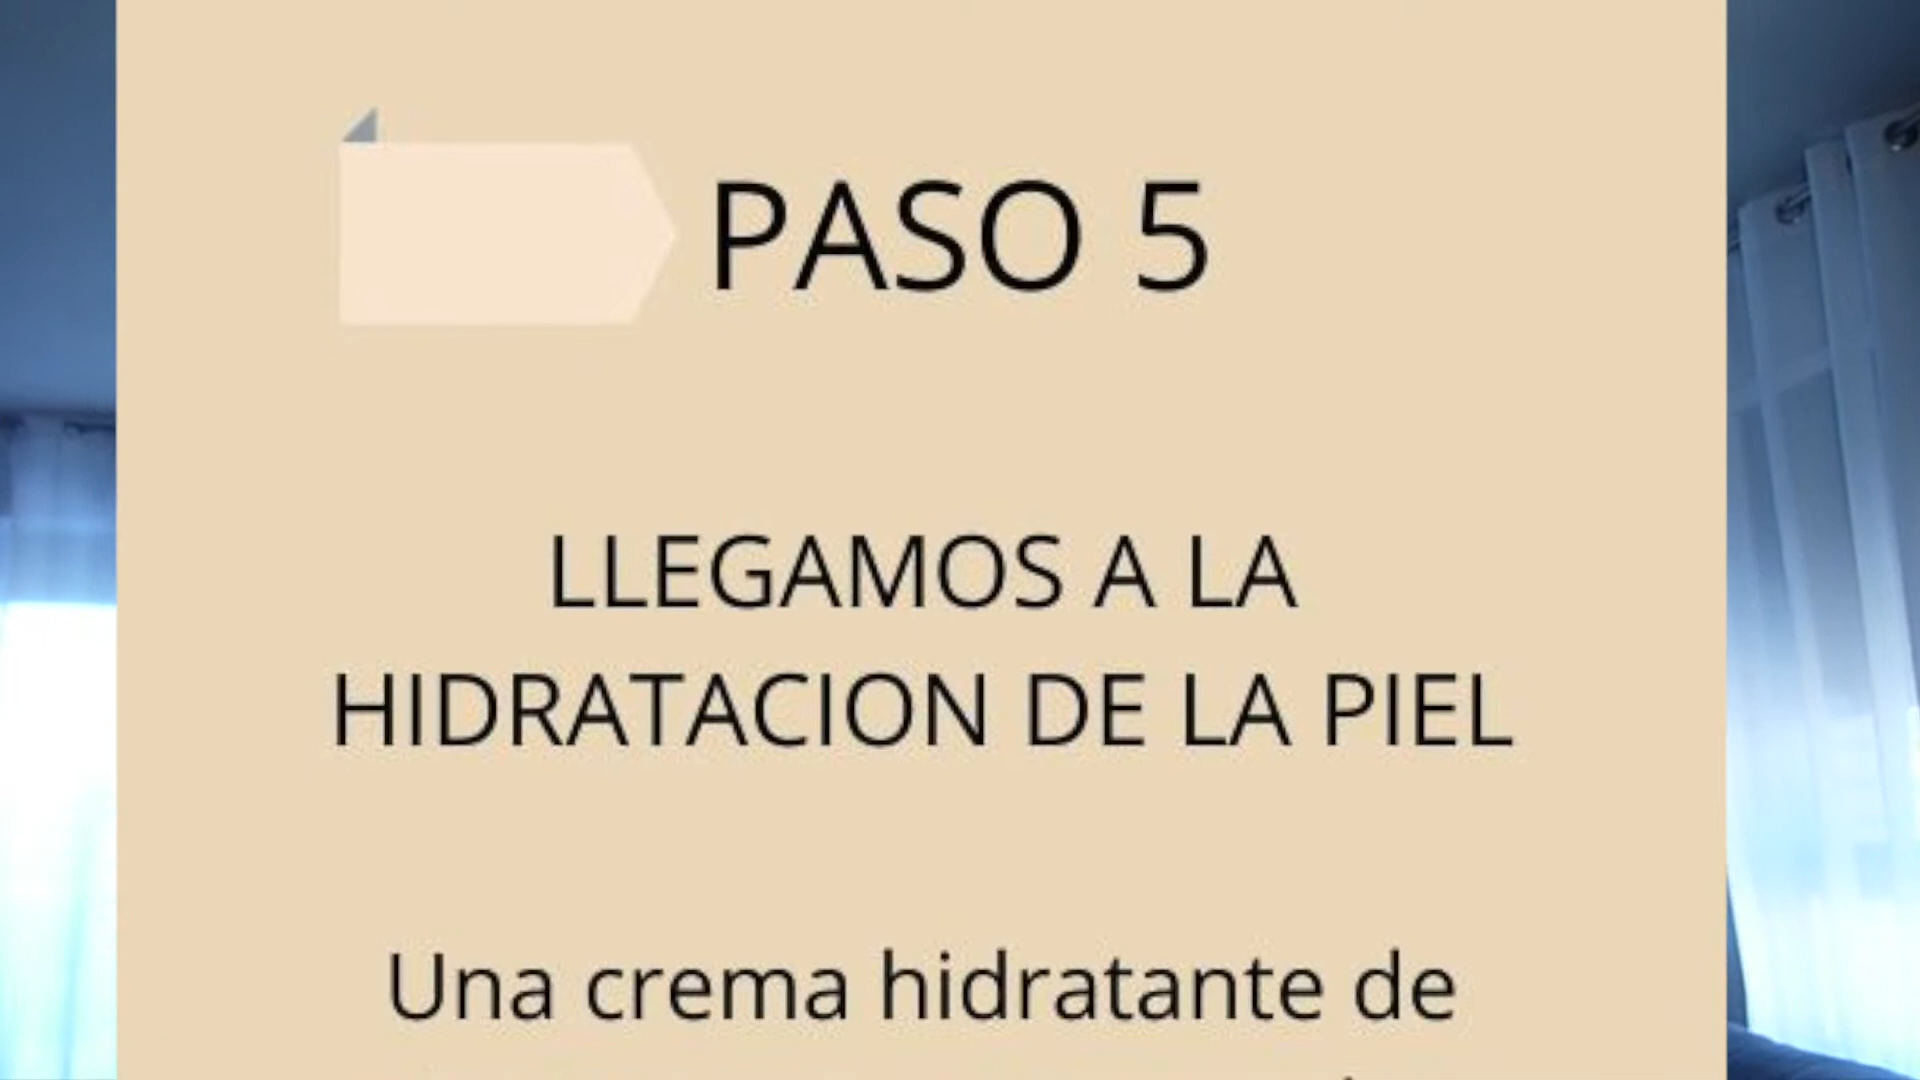 PASO 5
LLEGAMOS A LA
HIDRATACION DE LA PIEL
Una crema hidratante de